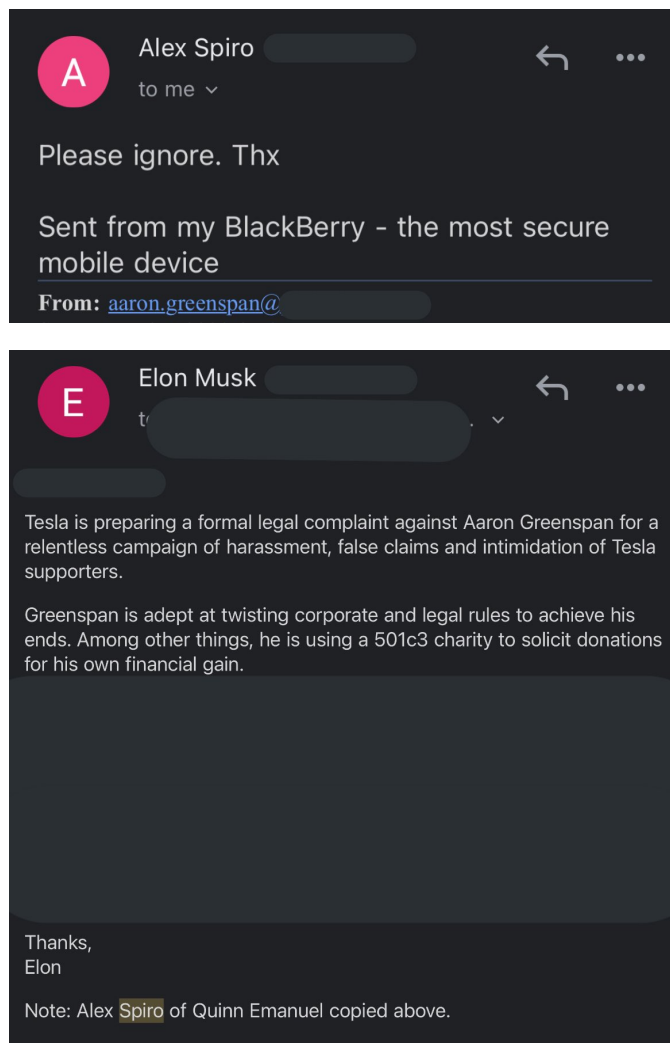 A
Alex Spiro
to me
Please ignore. Thx
Sent from my BlackBerry - the most secure
mobile device
From: aaron.greenspan@
E
Elon Musk
Tesla is preparing a formal legal complaint against Aaron Greenspan for a
relentless campaign of harassment, false claims and intimidation of Tesla
supporters.
Greenspan is adept at twisting corporate and legal rules to achieve his
ends. Among other things, he is using a 501c3 charity to solicit donations
for his own financial gain.
Thanks,
Elon
Note: Alex Spiro of Quinn Emanuel copied above.